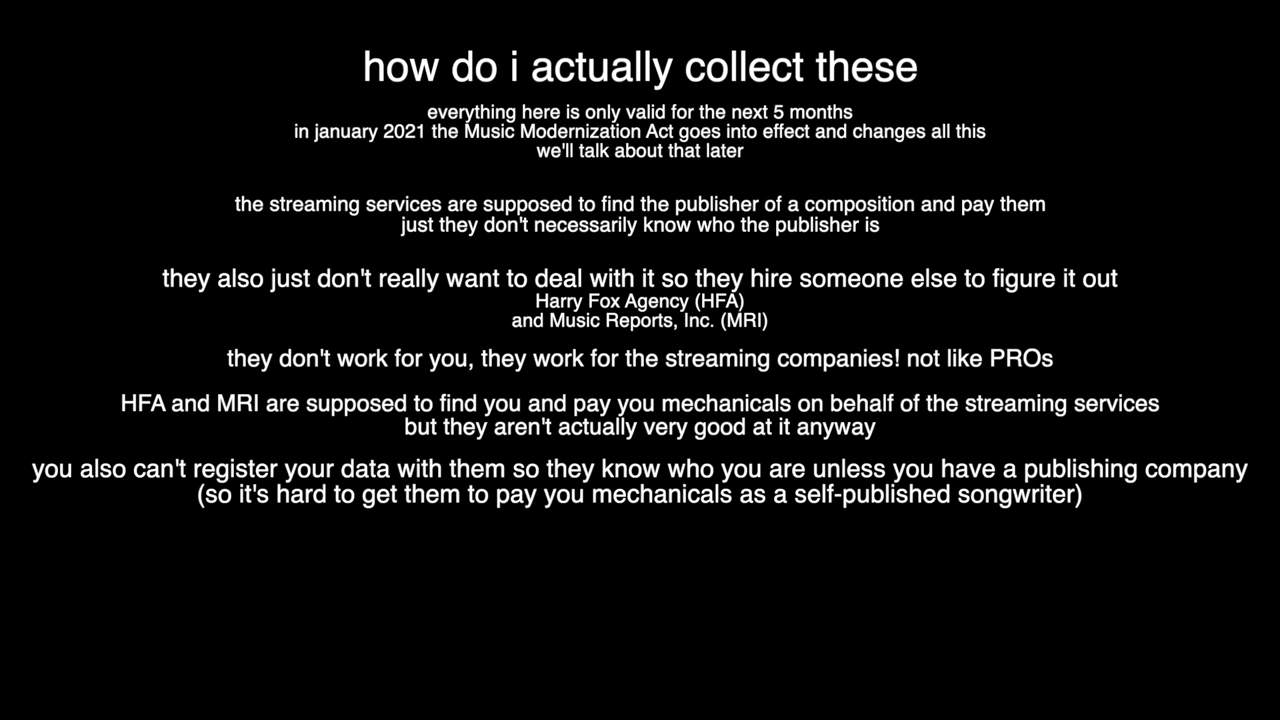 how do i actually collect these
everything here is only valid for the next 5 months
in january 2021 the Music Modernization Act goes into effect and changes all this
we'll talk about that later
the streaming services are supposed to find the publisher of a composition and pay them
just they don't necessarily know who the publisher is
they also just don't really want to deal with it so they hire someone else to figure it out
Harry Fox Agency (HFA)
and Music Reports, Inc. (MRI)
they don't work for you, they work for the streaming companies! not like PROs
HFA and MRI are supposed to find you and pay you mechanicals on behalf of the streaming services
but they aren't actually very good at it anyway
you also can't register your data with them so they know who you are unless you have a publishing company
(so it's hard to get them to pay you mechanicals as a self-published songwriter)